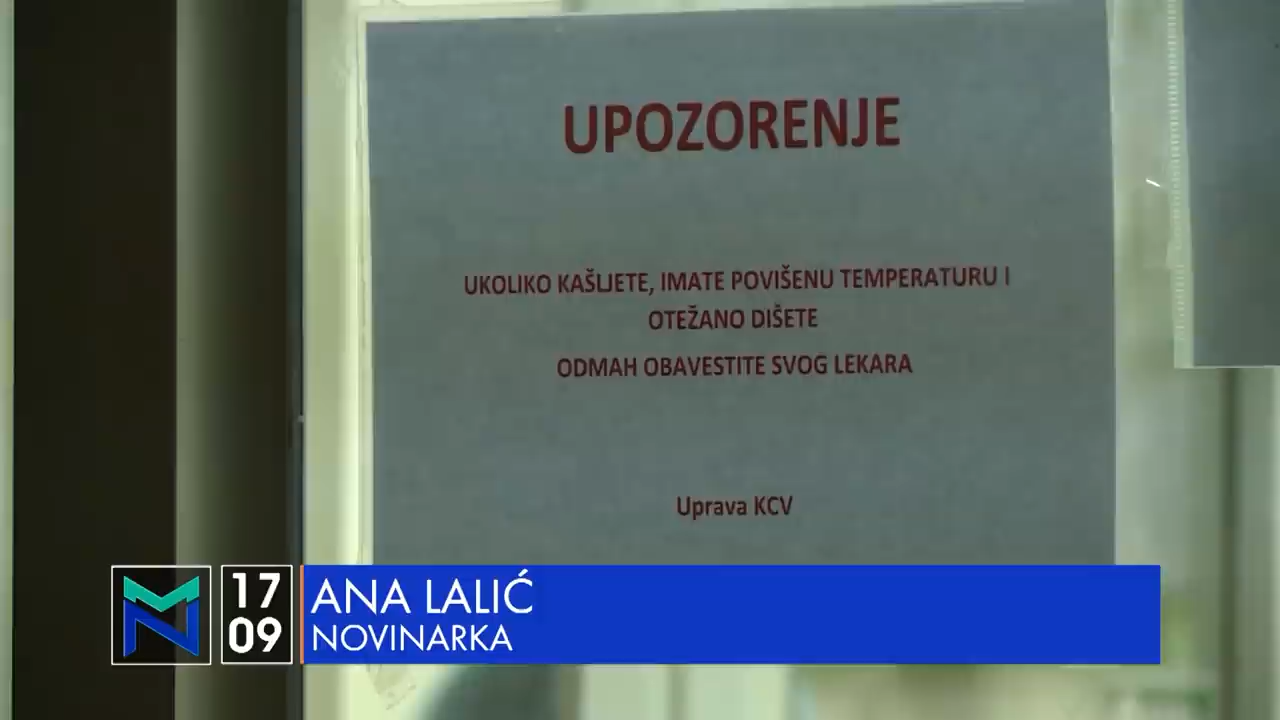 UPOZORENJE
UKOLIKO KAŠLJETE, IMATE POVIŠENU TEMPERATURU I
OTEŽANO DIŠETE
ODMAH OBAVESTITE SVOG LEKARA
Uprava KCV
17
09
ANA LALIĆ
NOVINARKA